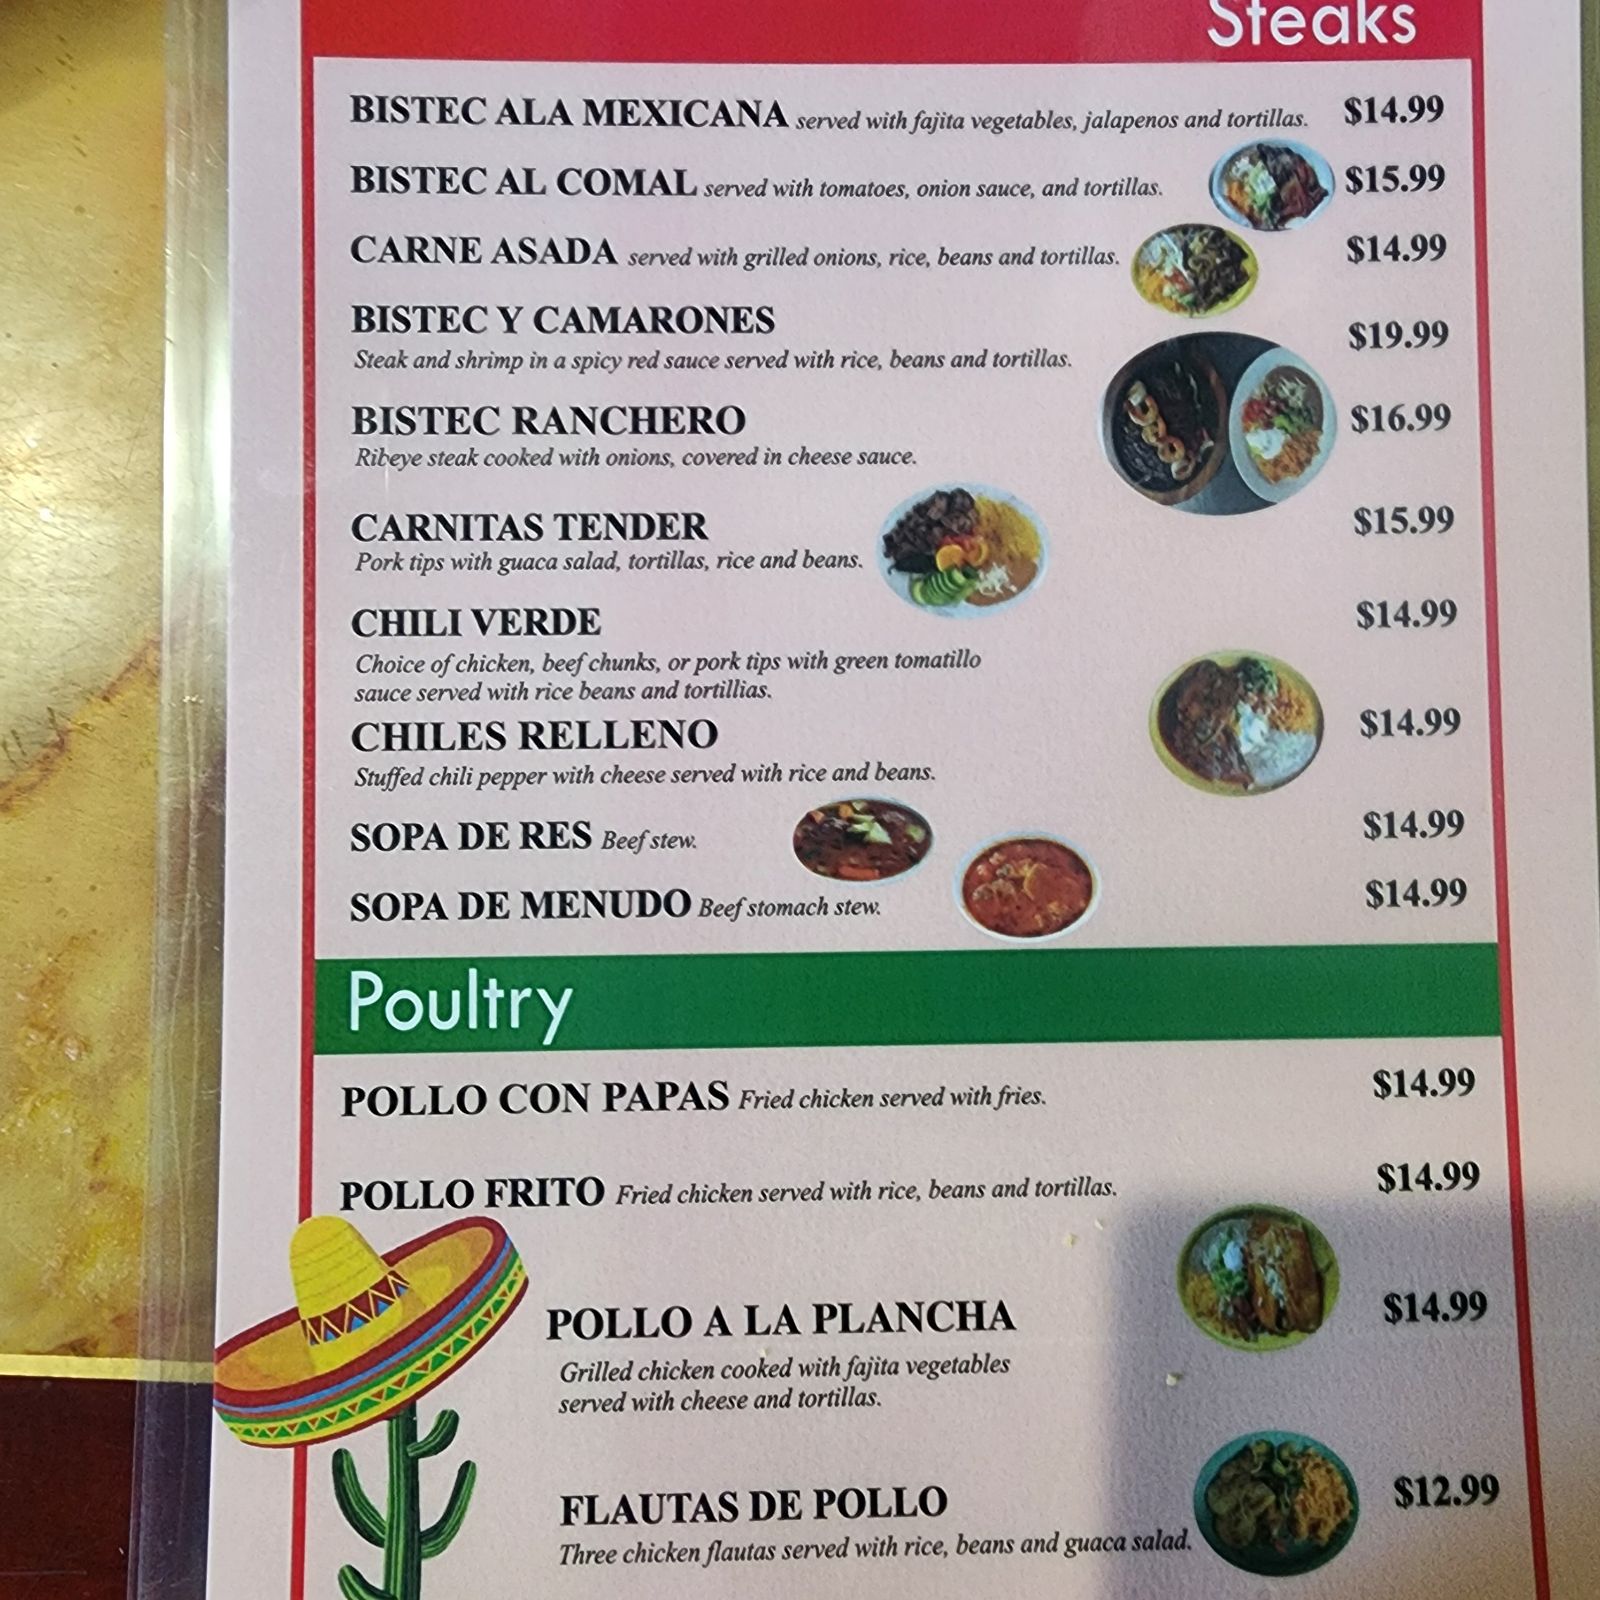 Steaks
BISTEC ALA MEXICANA served with fajita vegetables, jalapenos and tortillas. $14.99
BISTEC AL COMAL served with tomatoes, onion sauce, and tortillas. $15.99
CARNE ASADA served with grilled onions, rice, beans and tortillas. $14.99
BISTEC Y CAMARONES $19.99
Steak and shrimp in a spicy red sauce served with rice, beans and tortillas.
BISTEC RANCHERO $16.99
Ribeye steak cooked with onions, covered in cheese sauce.
CARNITAS TENDER $15.99
Pork tips with guaca salad, tortillas, rice and beans.
CHILI VERDE $14.99
Choice of chicken, beef chunks, or pork tips with green tomatillo
sauce served with rice beans and tortillias.
CHILES RELLENO $14.99
Stuffed chili pepper with cheese served with rice and beans.
SOPA DE RES Beef stew. $14.99
SOPA DE MENUDO Beef stomach stew. $14.99
Poultry
POLLO CON PAPAS Fried chicken served with fries. $14.99
POLLO FRITO Fried chicken served with rice, beans and tortillas. $14.99
POLLO A LA PLANCHA $14.99
Grilled chicken cooked with fajita vegetables
served with cheese and tortillas.
FLAUTAS DE POLLO $12.99
Three chicken flautas served with rice, beans and guaca salad.